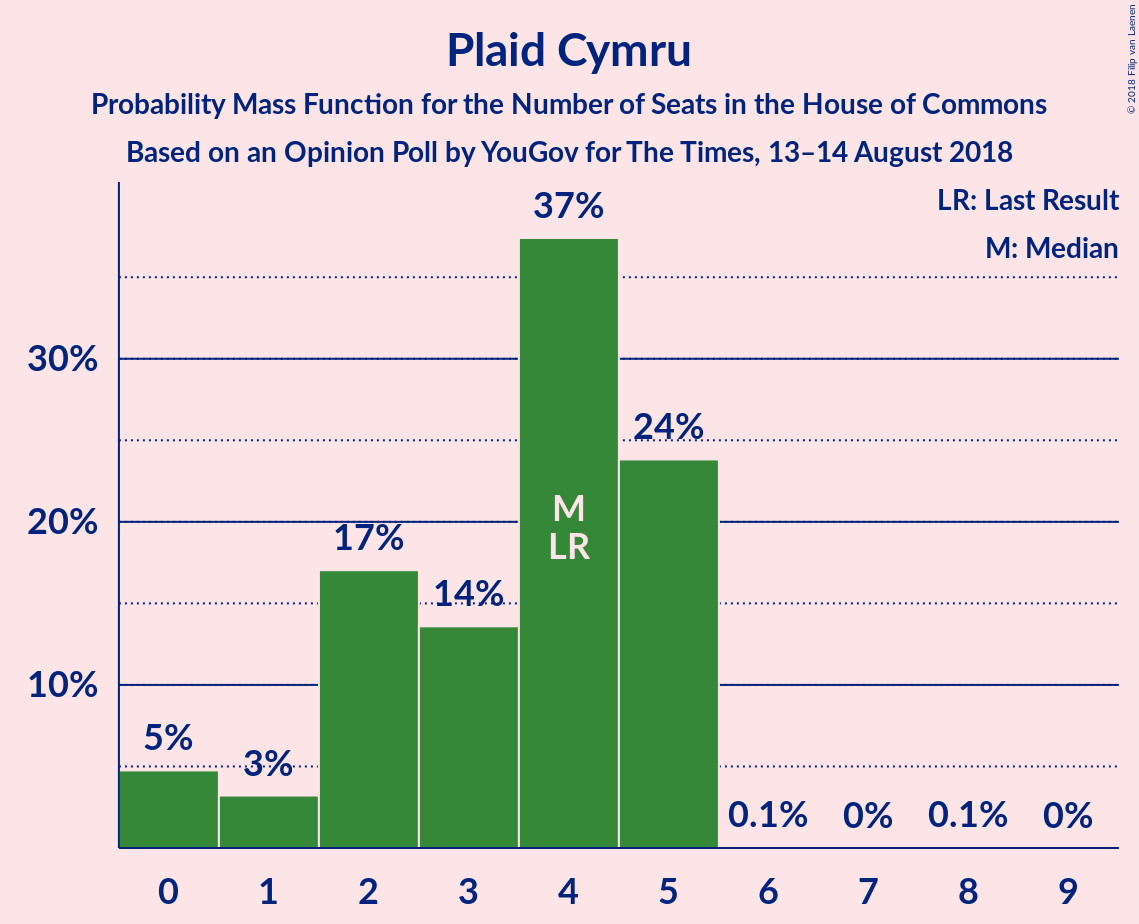 Plaid Cymru
Probability Mass Function for the Number of Seats in the House of Commons
Based on an Opinion Poll by YouGov for The Times, 13–14 August 2018
© 2018 Filip van Laenen
LR: Last Result
M: Median
37%
30%
24%
20%
17%
14%
10%
5%
3%
0.1%
0%
0.1%
0%
M
LR
0 1 2 3 4 5 6 7 8 9